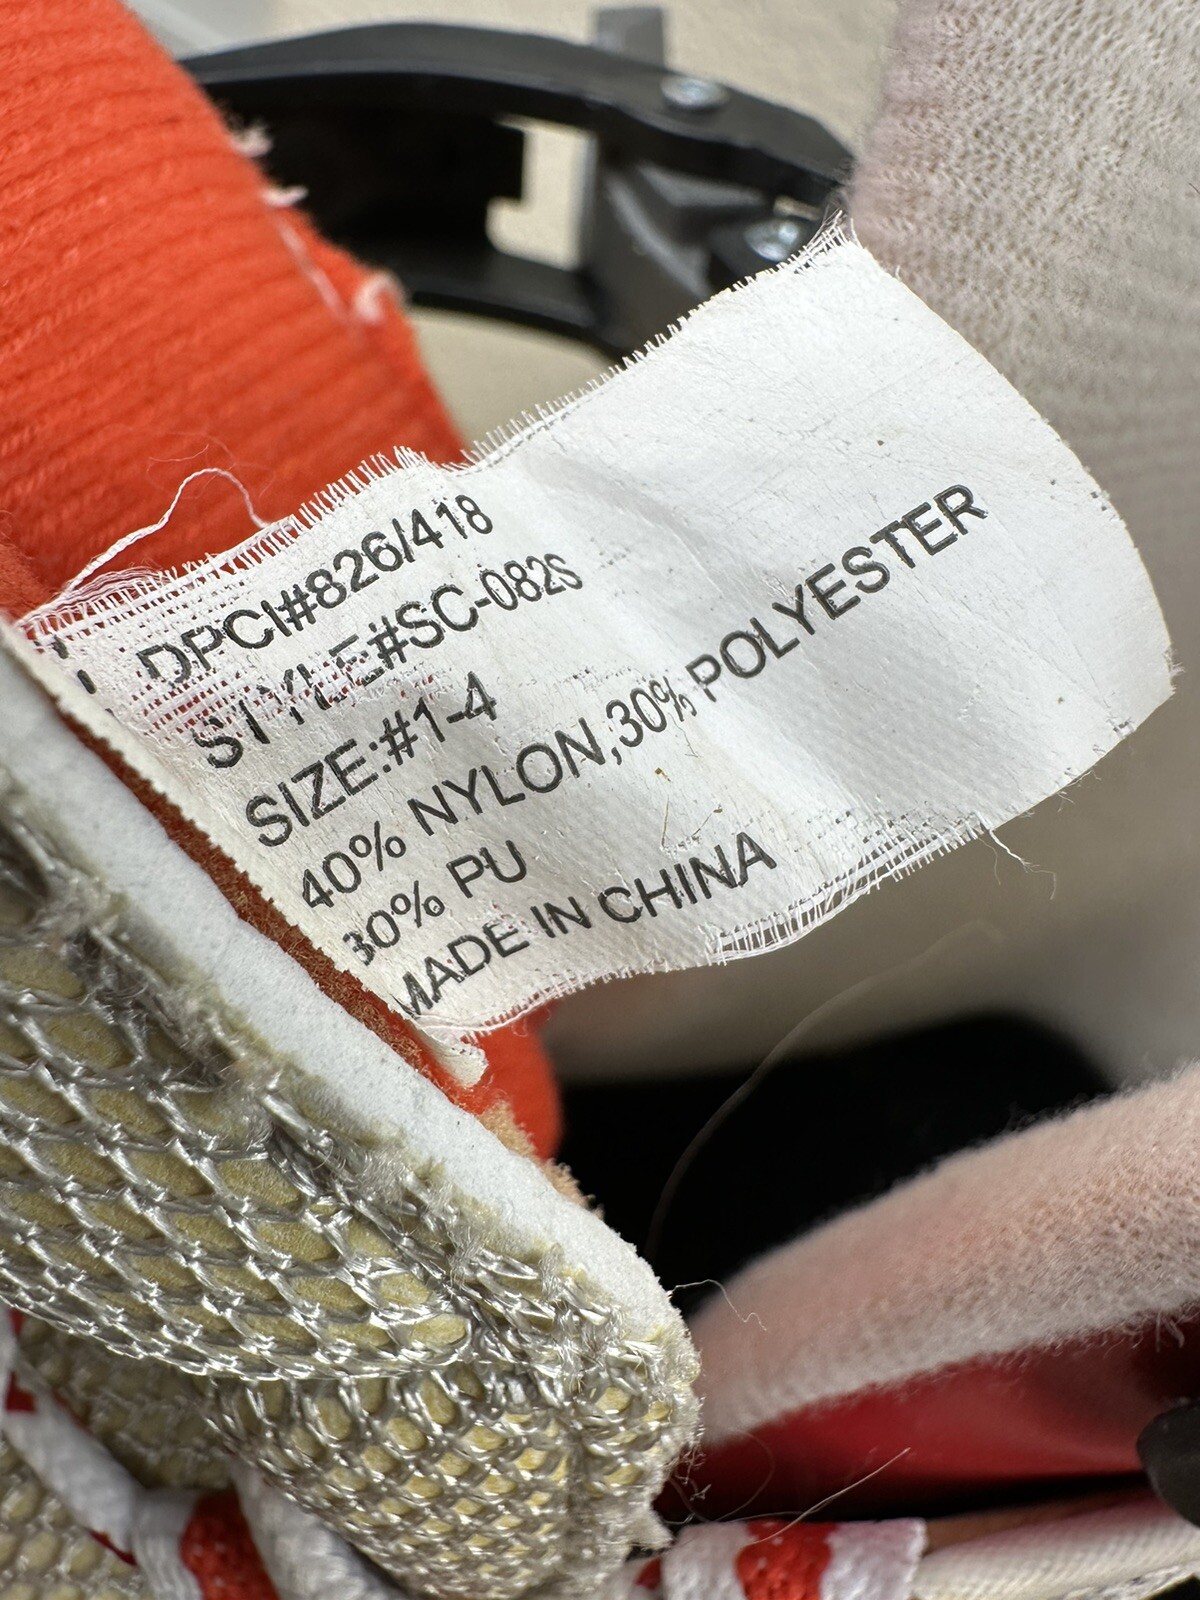 DPCI#826/418
STYLE#SC-082S
SIZE:#1-4
40% NYLON,30% POLYESTER
30% PU
MADE IN CHINA